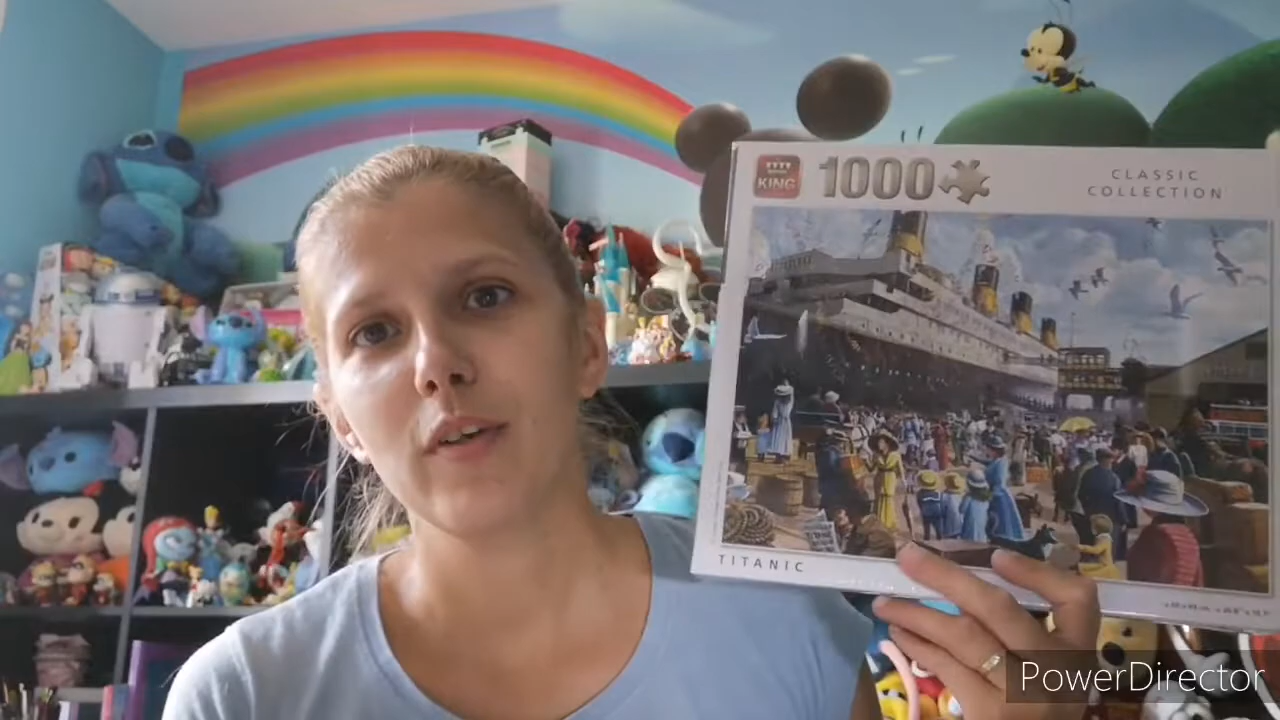 KING
1000
CLASSIC
COLLECTION
TITANIC
PowerDirector